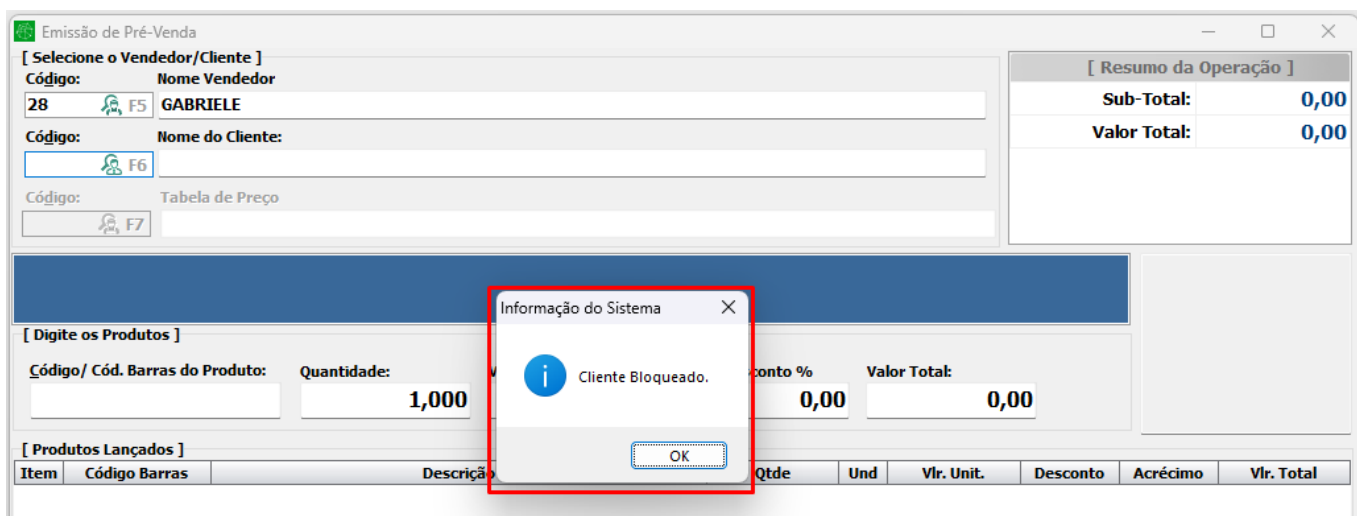 Emissão de Pré-Venda
[ Selecione o Vendedor/Cliente ]
Código: Nome Vendedor
28 F5 GABRIELE
Código: Nome do Cliente:
F6
Código: Tabela de Preço
F7
[ Resumo da Operação ]
Sub-Total: 0,00
Valor Total: 0,00
Informação do Sistema
Cliente Bloqueado.
OK
[ Digite os Produtos ]
Código/ Cód. Barras do Produto: Quantidade: Valor Total:
1,000 0,00 0,00
[ Produtos Lançados ]
Item Código Barras Descrição Qtde Und Vlr. Unit. Desconto Acrécimo Vlr. Total